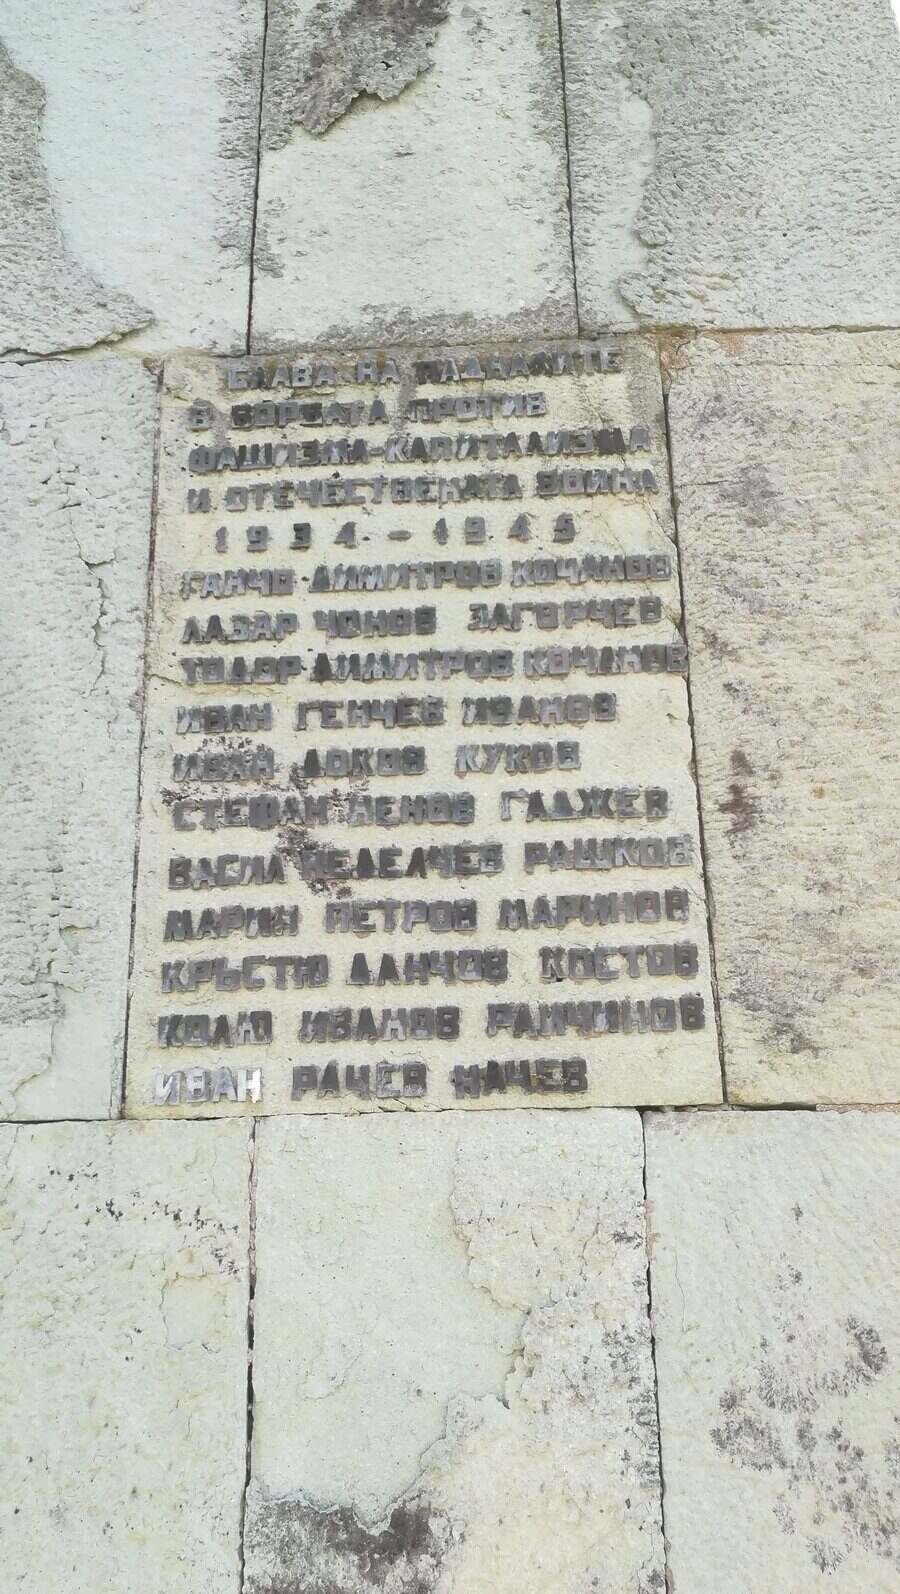 СЛАВА НА ПАДНАЛИТЕ
В БОРБАТА ПРОТИВ
ФАШИЗМА-КАПИТАЛИЗМА
И ОТЕЧЕСТВЕНАТА ВОЙНА
1934.-1945
ГАНЧО ДИМИТРОВ КОЧАНОВ
ЛАЗАР ЧОНОВ ЗАГОРЧЕВ
ТОДОР ДИМИТРОВ КОЧАНОВ
ИВАН ГЕНЧЕВ ИВАНОВ
ИВАН ДОКОВ КУКОВ
СТЕФАН НЕНОВ ГАДЖЕВ
ВАСИЛ НЕДЕЛЧЕВ РАШКОВ
МАРИН ПЕТРОВ МАРИНОВ
КРЪСТЮ ДАНЧОВ КОСТОВ
КОЛЮ ИВАНОВ РАЙЧИНОВ
ИВАН РАЧЕВ НАЧЕВ